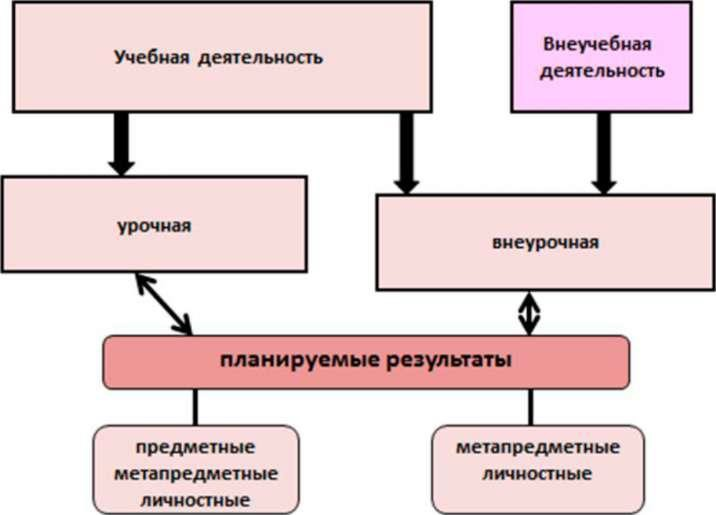 Учебная деятельность
Внеучебная
деятельность
урочная
внеурочная
планируемые результаты
предметные
метапредметные
личностные
метапредметные
личностные